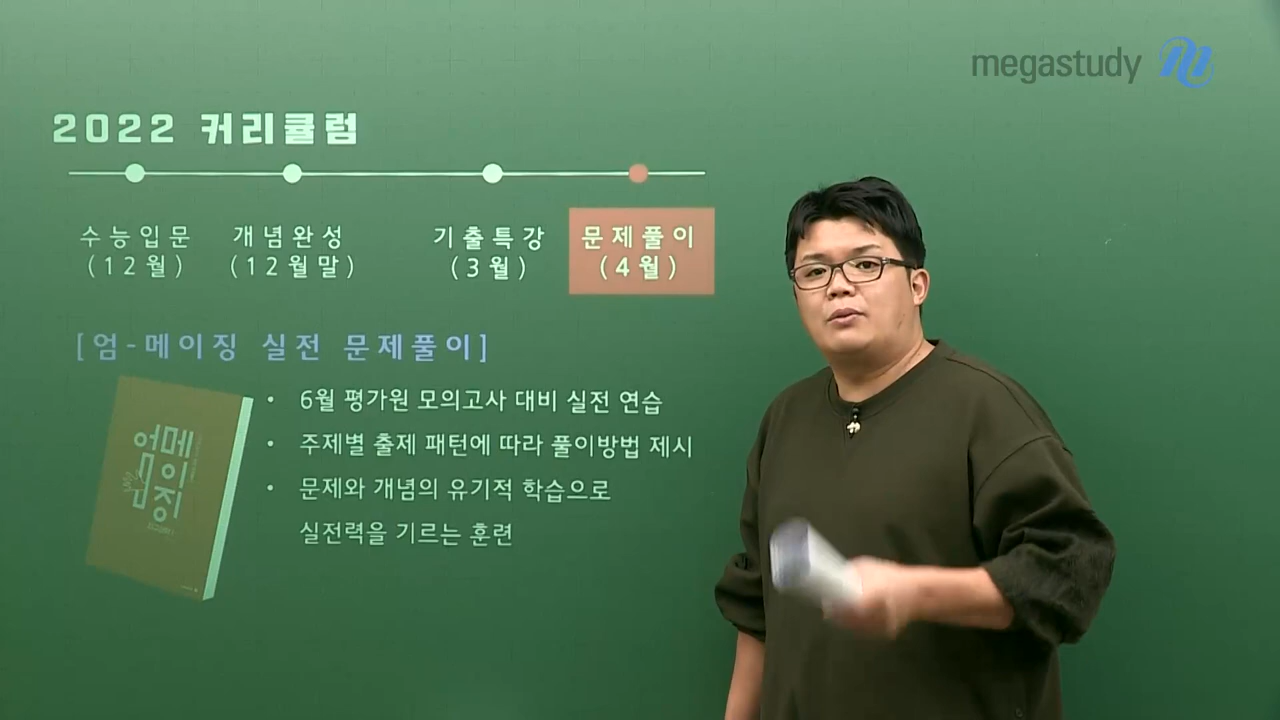 megastudy
2022 커리큘럼
수능입문 개념완성 기출특강 문제풀이
(12월) (12월말) (3월) (4월)
[엄-메이징 실전 문제풀이]
• 6월 평가원 모의고사 대비 실전 연습
• 주제별 출제 패턴에 따라 풀이방법 제시
• 문제와 개념의 유기적 학습으로
실전력을 기르는 훈련
엄메이징